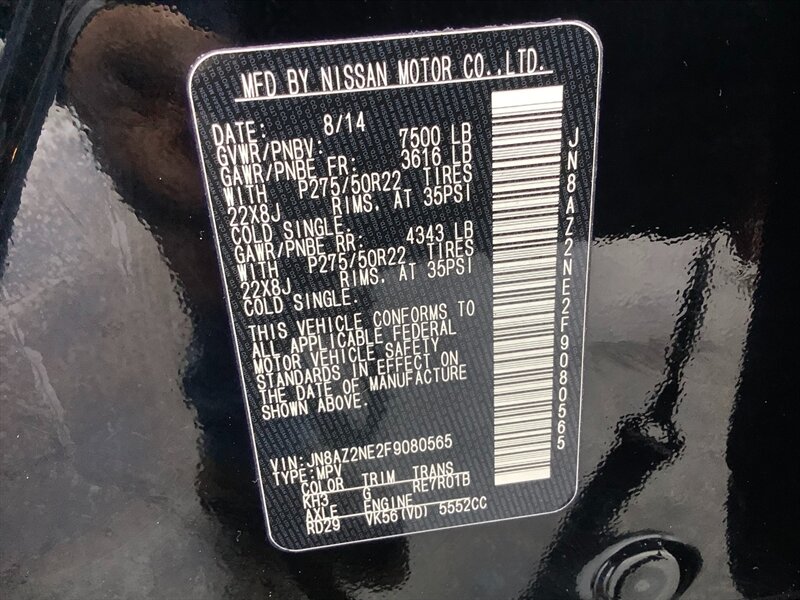 MFD BY NISSAN MOTOR CO.,LTD.
DATE: 8/14
GVWR/PNBV: 7500 LB
GAWR/PNBE FR: 3616 LB
WITH P275/50R22 TIRES
22X8J RIMS, AT 35PSI
COLD SINGLE.
GAWR/PNBE RR: 4343 LB
WITH P275/50R22 TIRES
22X8J RIMS, AT 35PSI
COLD SINGLE.
THIS VEHICLE CONFORMS TO
ALL APPLICABLE FEDERAL
MOTOR VEHICLE SAFETY
STANDARDS IN EFFECT ON
THE DATE OF MANUFACTURE
SHOWN ABOVE.
VIN:JN8AZ2NE2F9080565
TYPE:MPV
COLOR TRIM TRANS
KH3 G RE7R01B
AXLE ENGINE
RD29 VK56(VD) 5552CC
JN8AZ2NE2F9080565